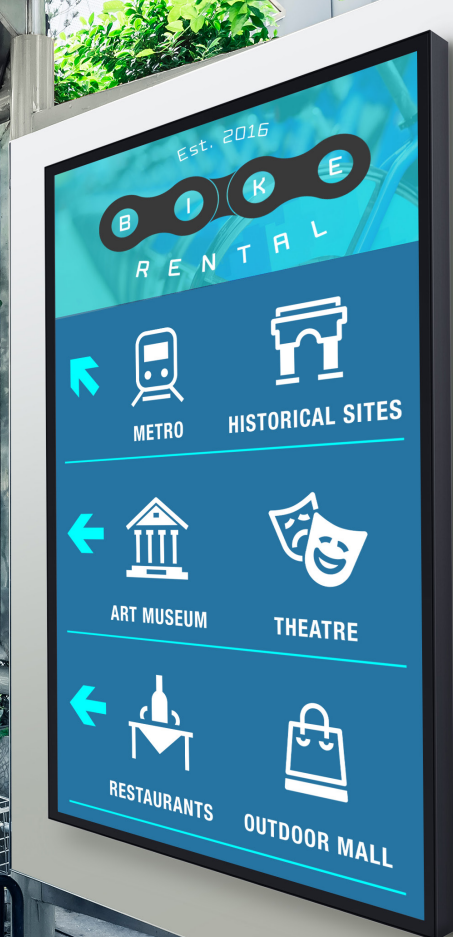 Est. 2016
BIKE
RENTAL
METRO HISTORICAL SITES
ART MUSEUM THEATRE
RESTAURANTS OUTDOOR MALL